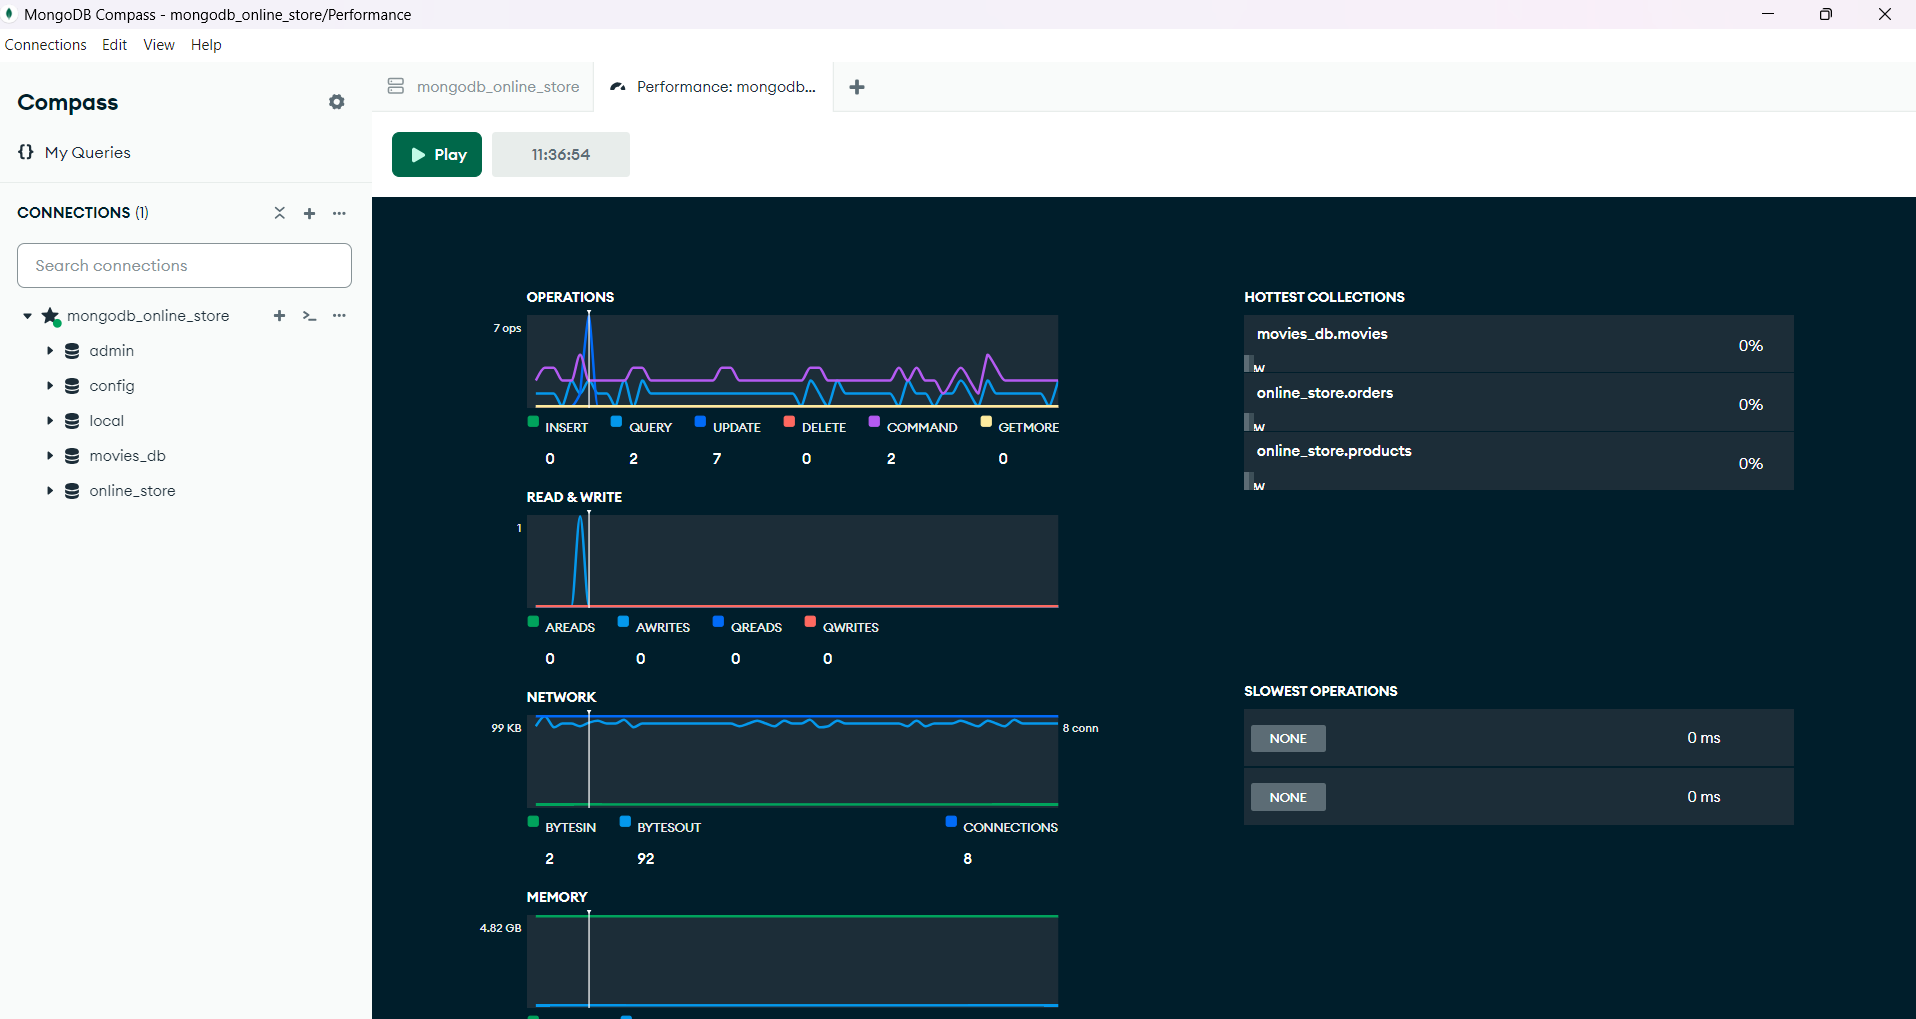 MongoDB Compass - mongodb_online_store/Performance
Connections Edit View Help
Compass
{} My Queries
CONNECTIONS (1)
Search connections
mongodb_online_store
admin
config
local
movies_db
online_store
mongodb_online_store
Performance: mongodb...
Play
11:36:54
OPERATIONS
7 ops
INSERT QUERY UPDATE DELETE COMMAND GETMORE
0 2 7 0 2 0
READ & WRITE
1
AREADS AWRITES QREADS QWRITES
0 0 0 0
NETWORK
99 KB
8 conn
BYTESIN BYTESOUT CONNECTIONS
2 92 8
MEMORY
4.82 GB
HOTTEST COLLECTIONS
movies_db.movies
0%
W
online_store.orders
0%
W
online_store.products
0%
W
SLOWEST OPERATIONS
NONE 0 ms
NONE 0 ms